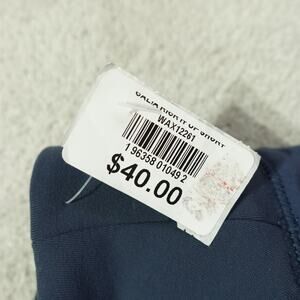 CALIA KICK IT UP SHORT
WAX12261
1 96358 01049 2
$40.00